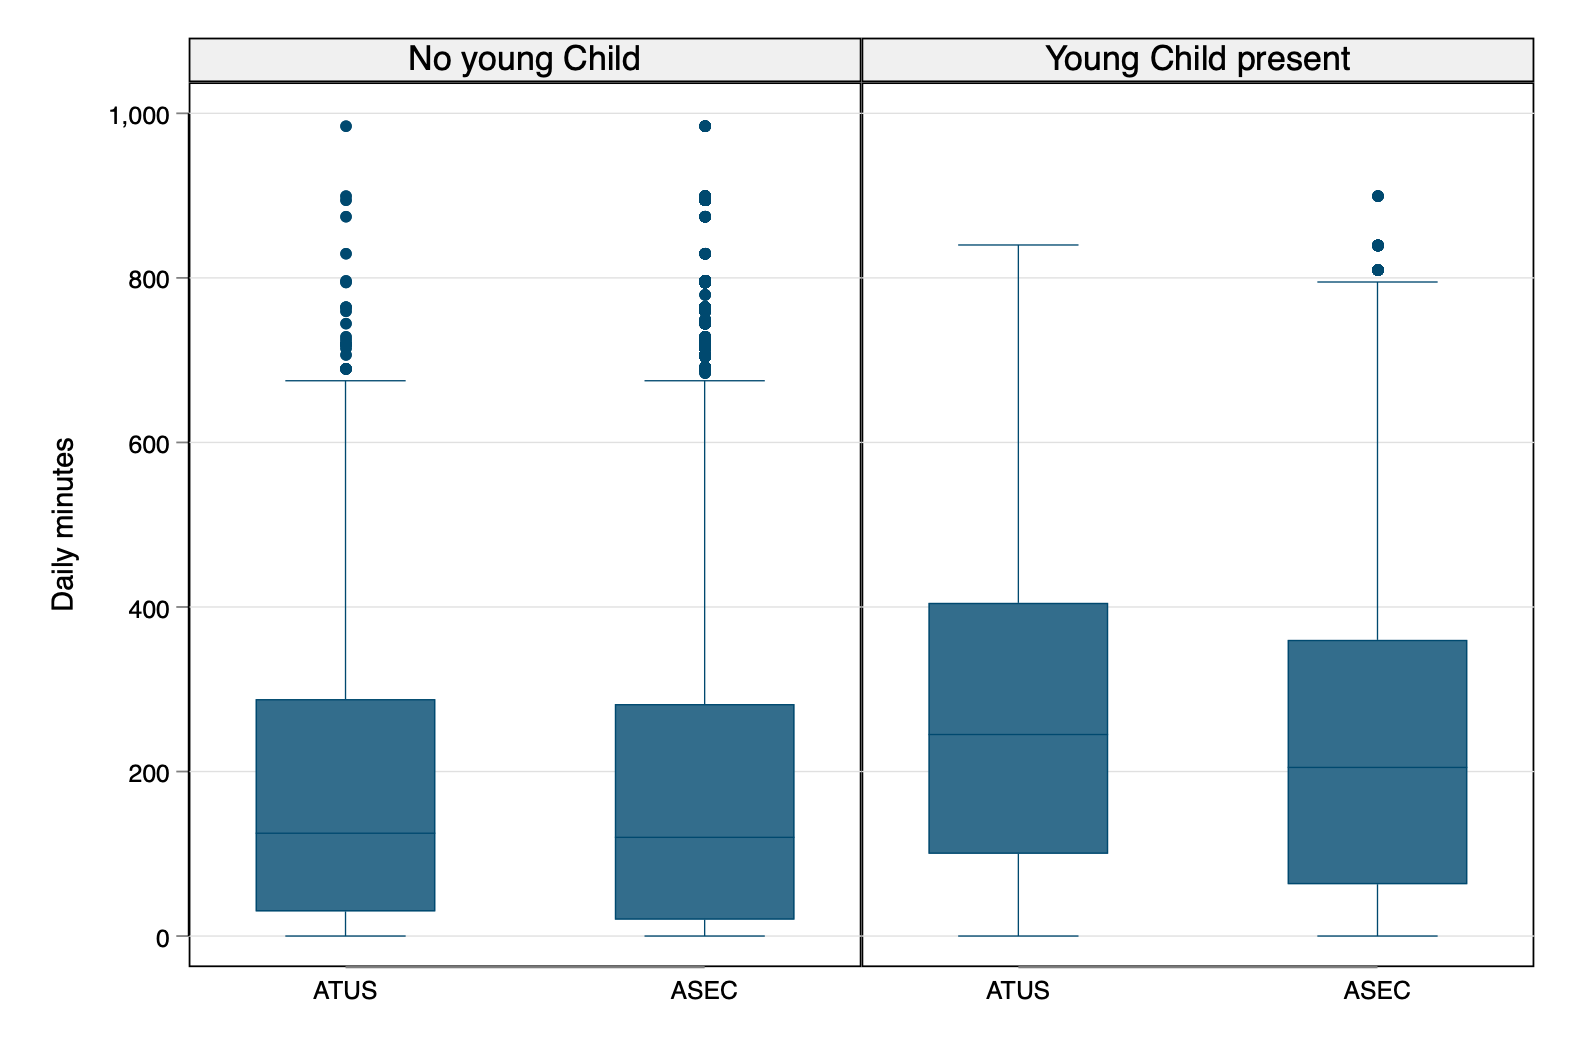 No young Child
Young Child present
Daily minutes
1,000
800
600
400
200
0
ATUS
ASEC
ATUS
ASEC